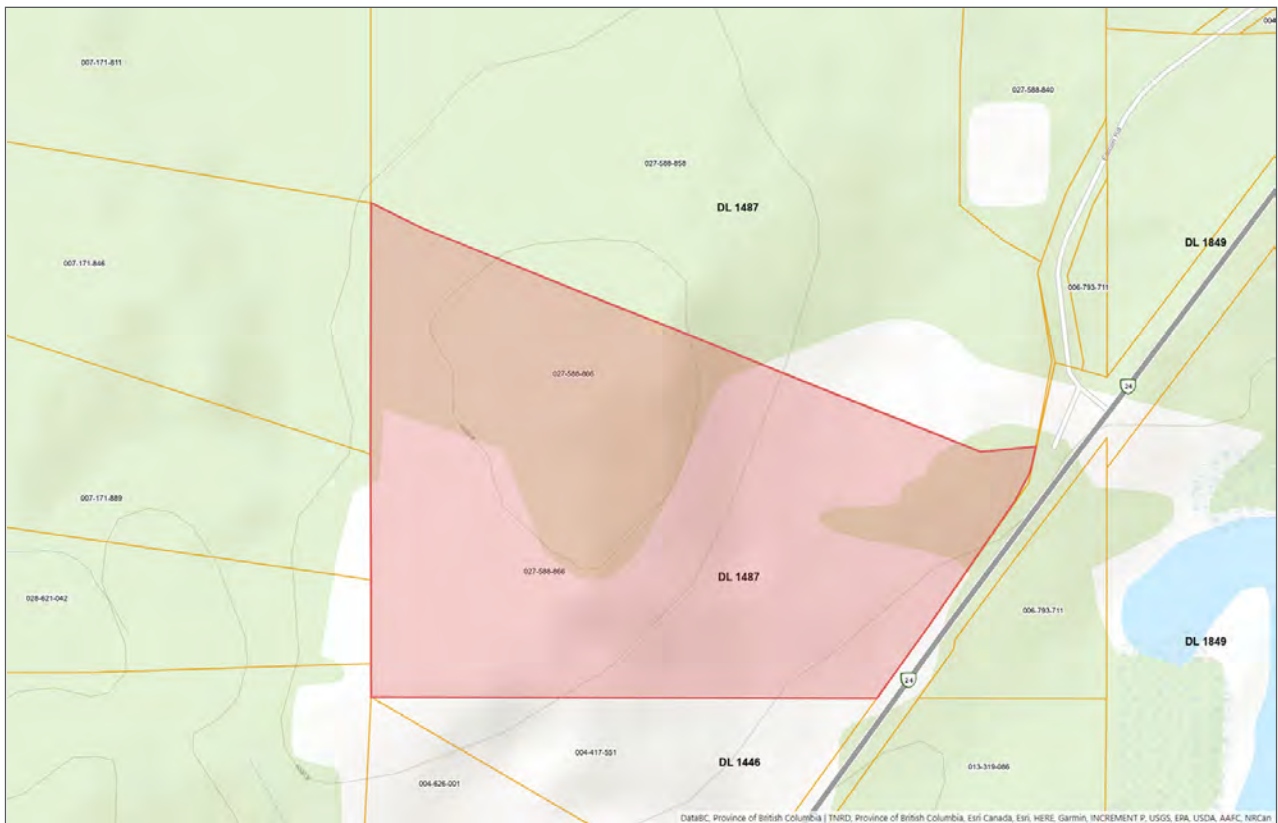 004
007-171-811
027-588-840
027-588-858
DL 1487
DL 1849
007-171-846
006-793-711
027-588-866
24
007-171-889
027-588-866
DL 1487
028-621-042
006-793-711
DL 1849
24
004-417-551
DL 1446
013-319-086
004-626-001
DataBC, Province of British Columbia | TNRD, Province of British Columbia, Esri Canada, Esri, HERE, Garmin, INCREMENT P, USGS, EPA, USDA, AAFC, NRCan